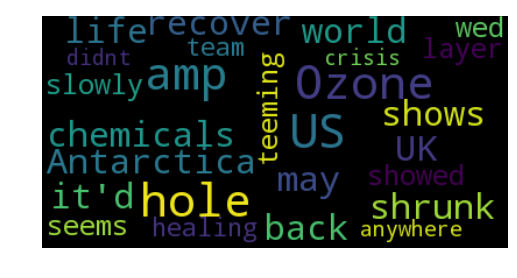 life recover world wed
didnt team crisis layer
slowly amp teeming Ozone
shows
chemicals US UK
Antarctica may showed
it'd hole shrunk
seems healing back anywhere